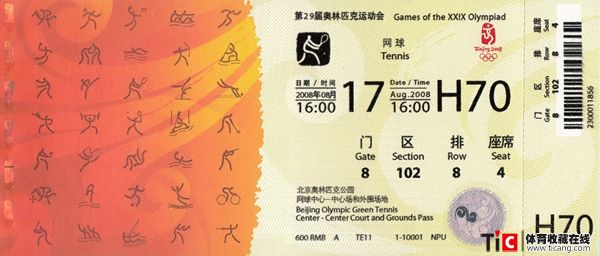 第29届奥林匹克运动会 Games of the XXIX Olympiad
网球
Tennis
Beijing 2008
日期 / 时间
2008年08月
16:00
17
Date / Time
Aug.2008
16:00
H70
门 区 排 座席
Gate Section Row Seat
8 102 8 4
北京奥林匹克公园
网球中心--中心场和外围场地
Beijing Olympic Green Tennis
Center - Center Court and Grounds Pass
600 RMB A TE11 1-10001 NPU
座席 Seat 4
排 Row 8
区 Section 102
门 Gate 8
2300011856
H70
TiC 体育收藏在线
www.ticang.com